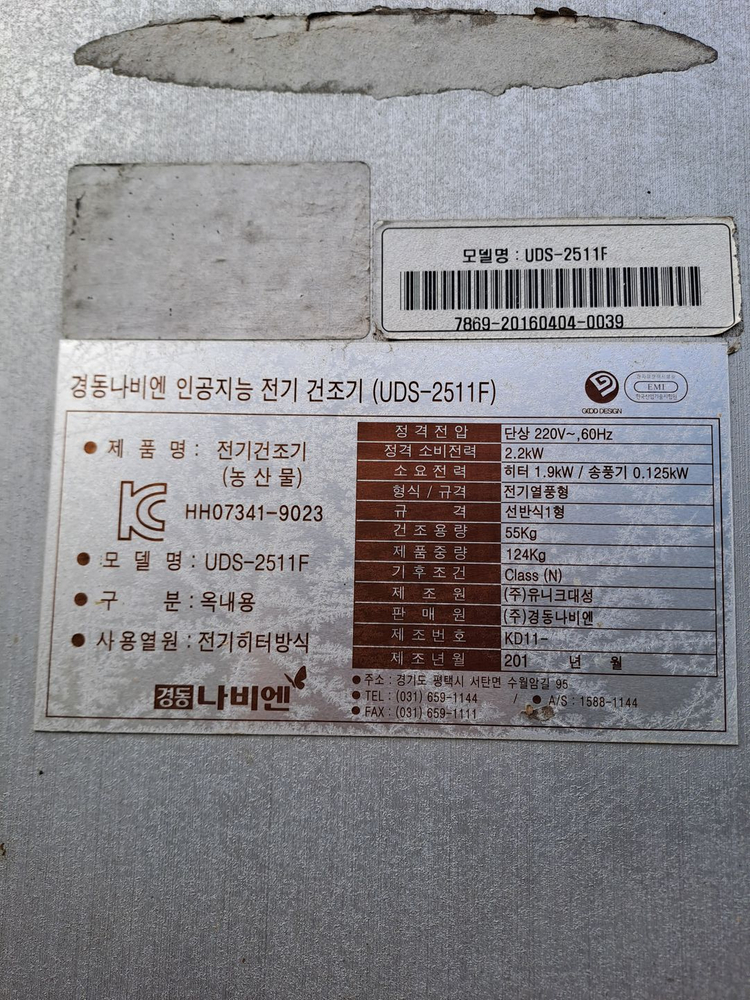 모델명 : UDS-2511F
7869-20160404-0039
경동나비엔 인공지능 전기 건조기 (UDS-2511F)
GOOD DESIGN
EMI
제 품 명 : 전기건조기
(농 산 물)
HH07341-9023
모 델 명 : UDS-2511F
구 분 : 옥내용
사용열원 : 전기히터방식
경동 나비엔
정격전압 단상 220V~,60Hz
정격 소비전력 2.2kW
소요전력 히터 1.9kW / 송풍기 0.125kW
형식 / 규격 전기열풍형
규 격 선반식1형
건조용량 55Kg
제품중량 124Kg
기후조건 Class (N)
제 조 원 (주)유니크대성
판 매 원 (주)경동나비엔
제조번호 KD11-
제조년월 201 년 월
주소 : 경기도 평택시 서탄면 수월암길 95
TEL : (031) 659-1144 / A/S : 1588-1144
FAX : (031) 659-1111